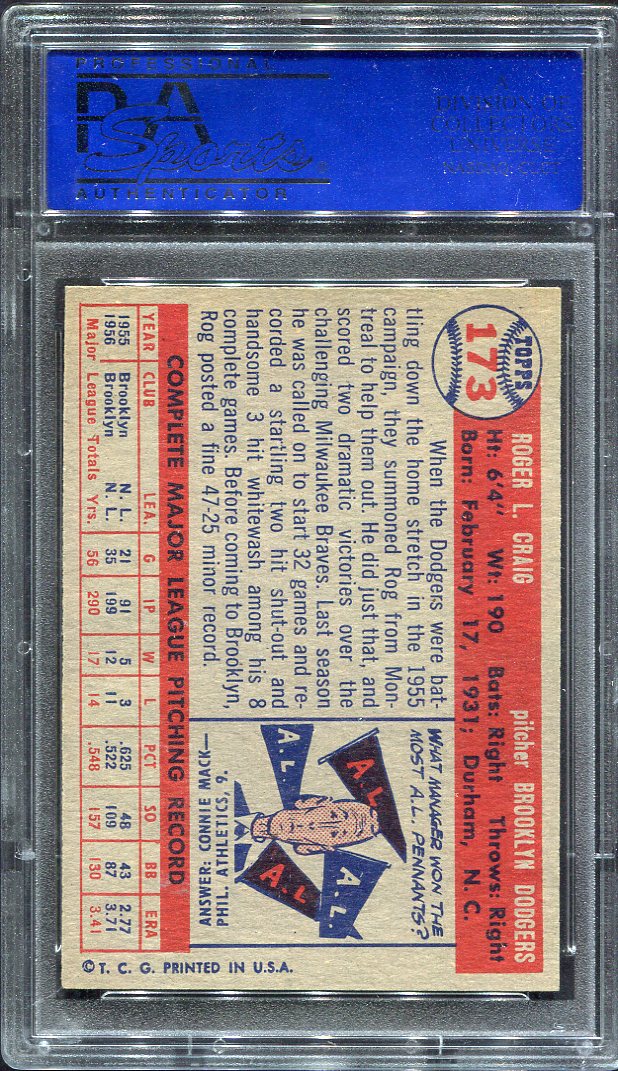 PROFESSIONAL
PSA
Sports
AUTHENTICATOR
A
DIVISION OF
COLLECTORS
UNIVERSE
NASDAQ: CLCT
TOPPS
173
ROGER L. CRAIG pitcher BROOKLYN DODGERS
Ht: 6'4" Wt: 190 Bats: Right Throws: Right
Born: February 17, 1931; Durham, N. C.
When the Dodgers were bat-
tling down the home stretch in the 1955
campaign, they summoned Rog from Mon-
treal to help them out. He did just that, and
scored two dramatic victories over the
challenging Milwaukee Braves. Last season
he was called on to start 32 games and re-
corded a startling two hit shut-out and
handsome 3 hit whitewash among his 8
complete games. Before coming to Brooklyn,
Rog posted a fine 47-25 minor record.
WHAT MANAGER WON THE
MOST A.L. PENNANTS?
A.L.
A.L.
A.L.
A.L.
ANSWER: CONNIE MACK—
PHIL. ATHLETICS, 9.
COMPLETE MAJOR LEAGUE PITCHING RECORD
YEAR CLUB LEA. G IP W L PCT SO BB ERA
1955 Brooklyn N. L. 21 91 5 3 .625 48 43 2.77
1956 Brooklyn N. L. 35 199 12 11 .522 109 87 3.71
Major League Totals Yrs. 56 290 17 14 .548 157 130 3.41
© T. C. G. PRINTED IN U.S.A.